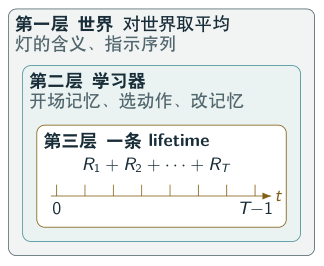 第一层 世界 对世界取平均
灯的含义、指示序列
第二层 学习器
开场记忆、选动作、改记忆
第三层 一条 lifetime
R₁ + R₂ + ⋯ + R_T
t
0 T−1